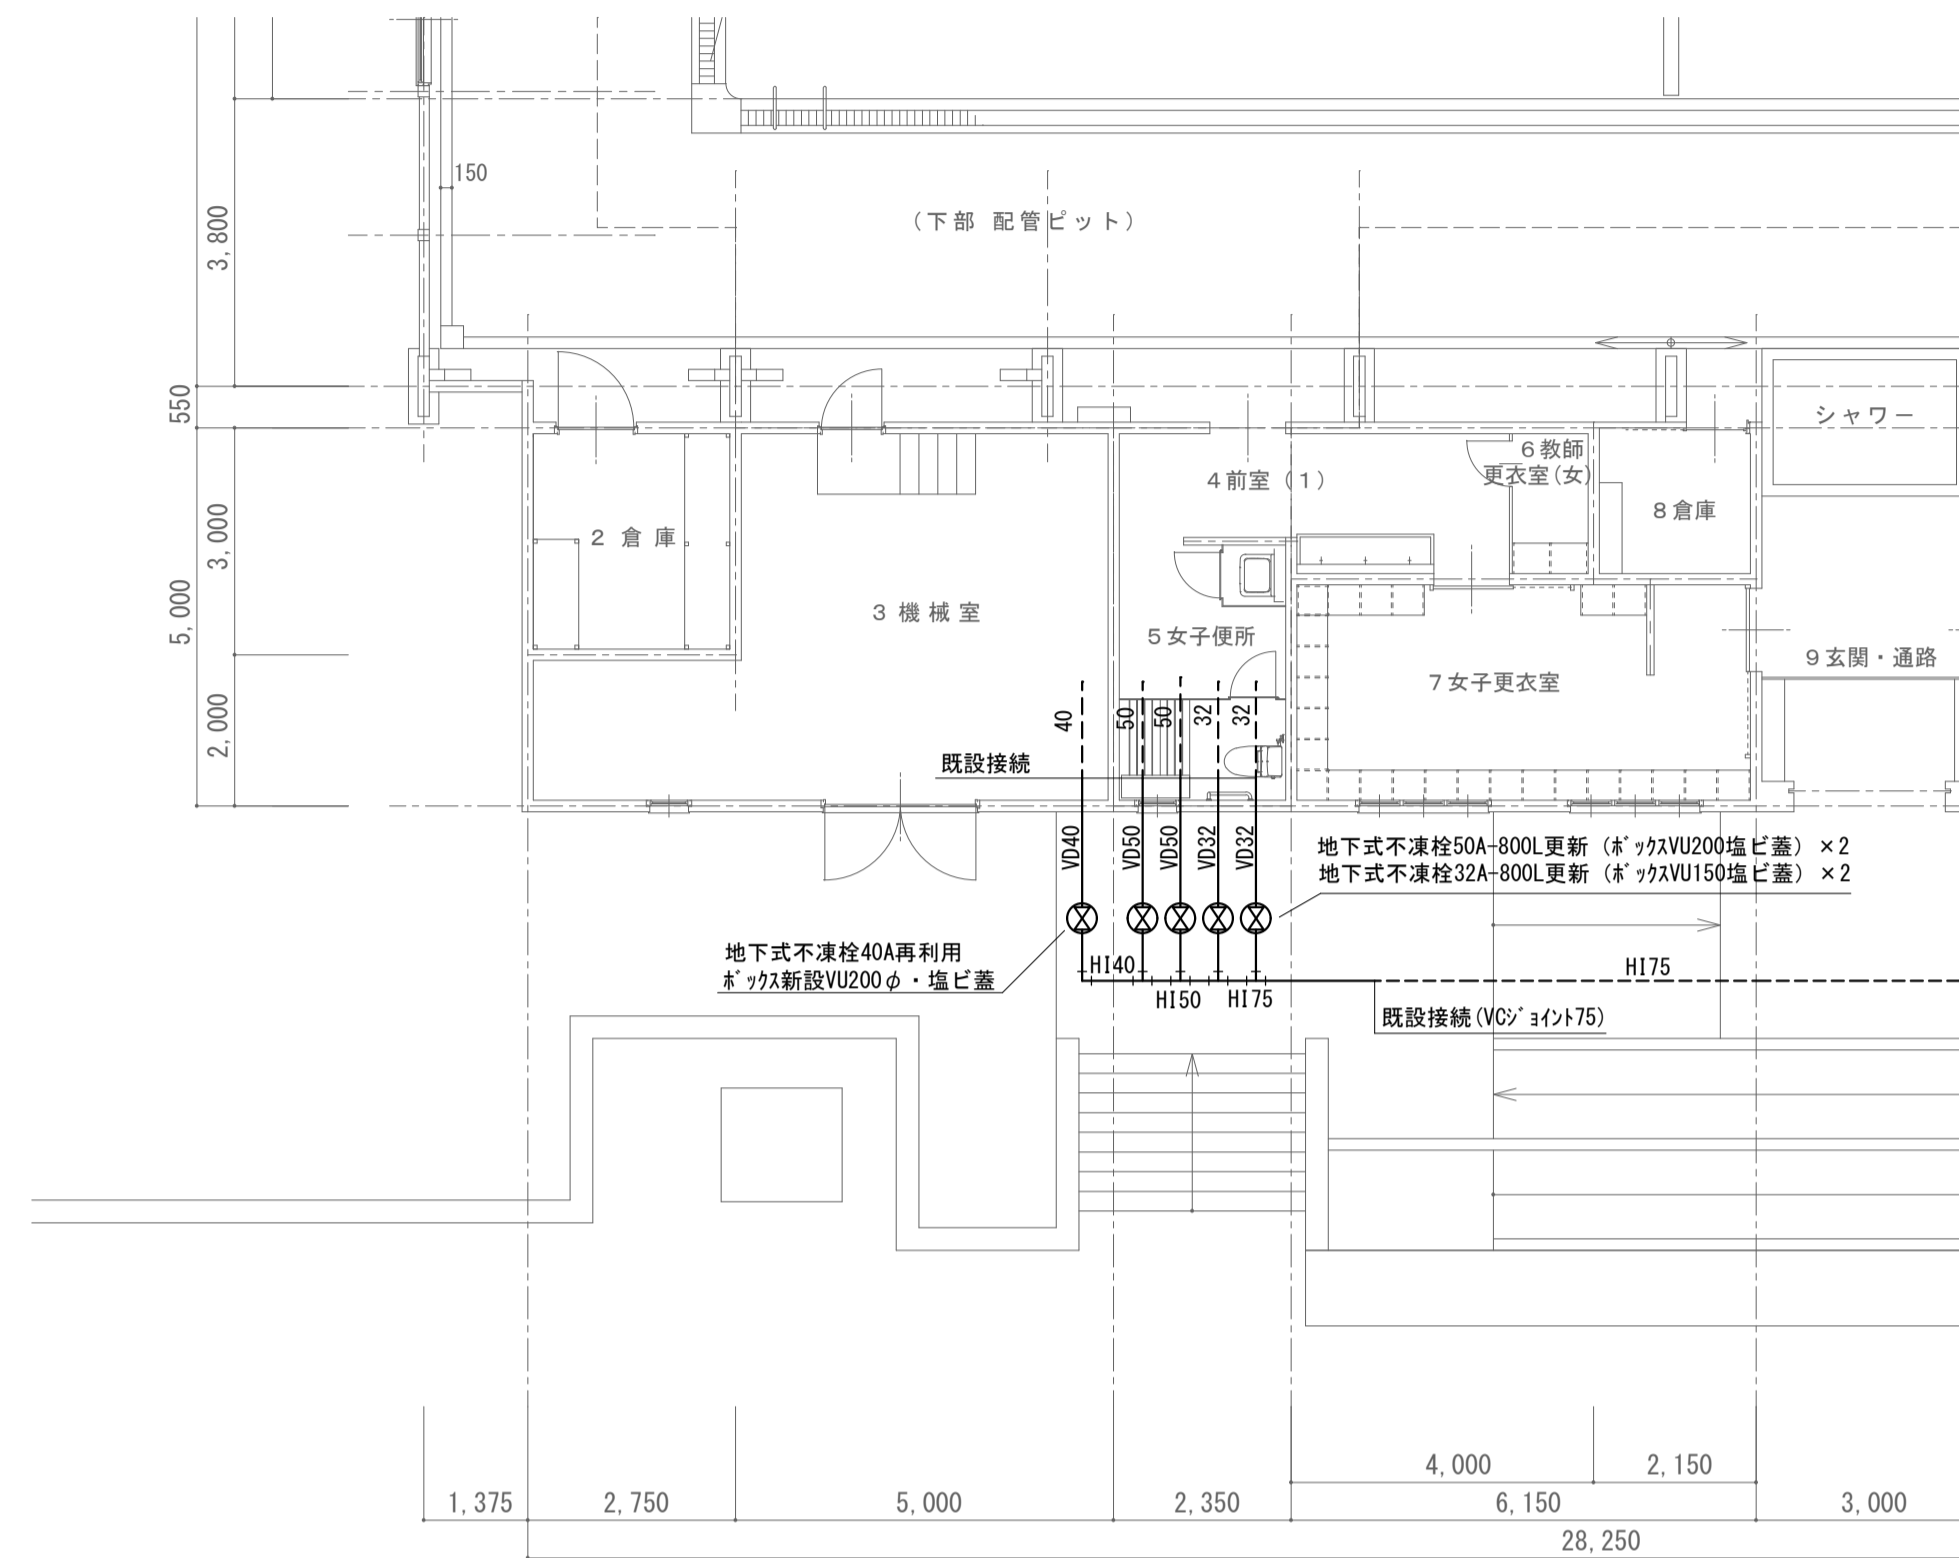 150
(下部 配管ピット)
3,800
550
3,000
5,000
2,000
シャワー
6教師
更衣室(女)
4前室(1)
8倉庫
2 倉 庫
3 機 械 室
5女子便所
9玄関・通路
7女子更衣室
40
50
50
32
32
既設接続
VD40
VD50
VD50
VD32
VD32
地下式不凍栓50A-800L更新(ﾎﾞｯｸｽVU200塩ビ蓋)×2
地下式不凍栓32A-800L更新(ﾎﾞｯｸｽVU150塩ビ蓋)×2
地下式不凍栓40A再利用
ﾎﾞｯｸｽ新設VU200φ・塩ビ蓋
HI40
HI50
HI75
HI75
既設接続(VCｼﾞｮｲﾝﾄ75)
4,000
2,150
1,375
2,750
5,000
2,350
6,150
3,000
28,250